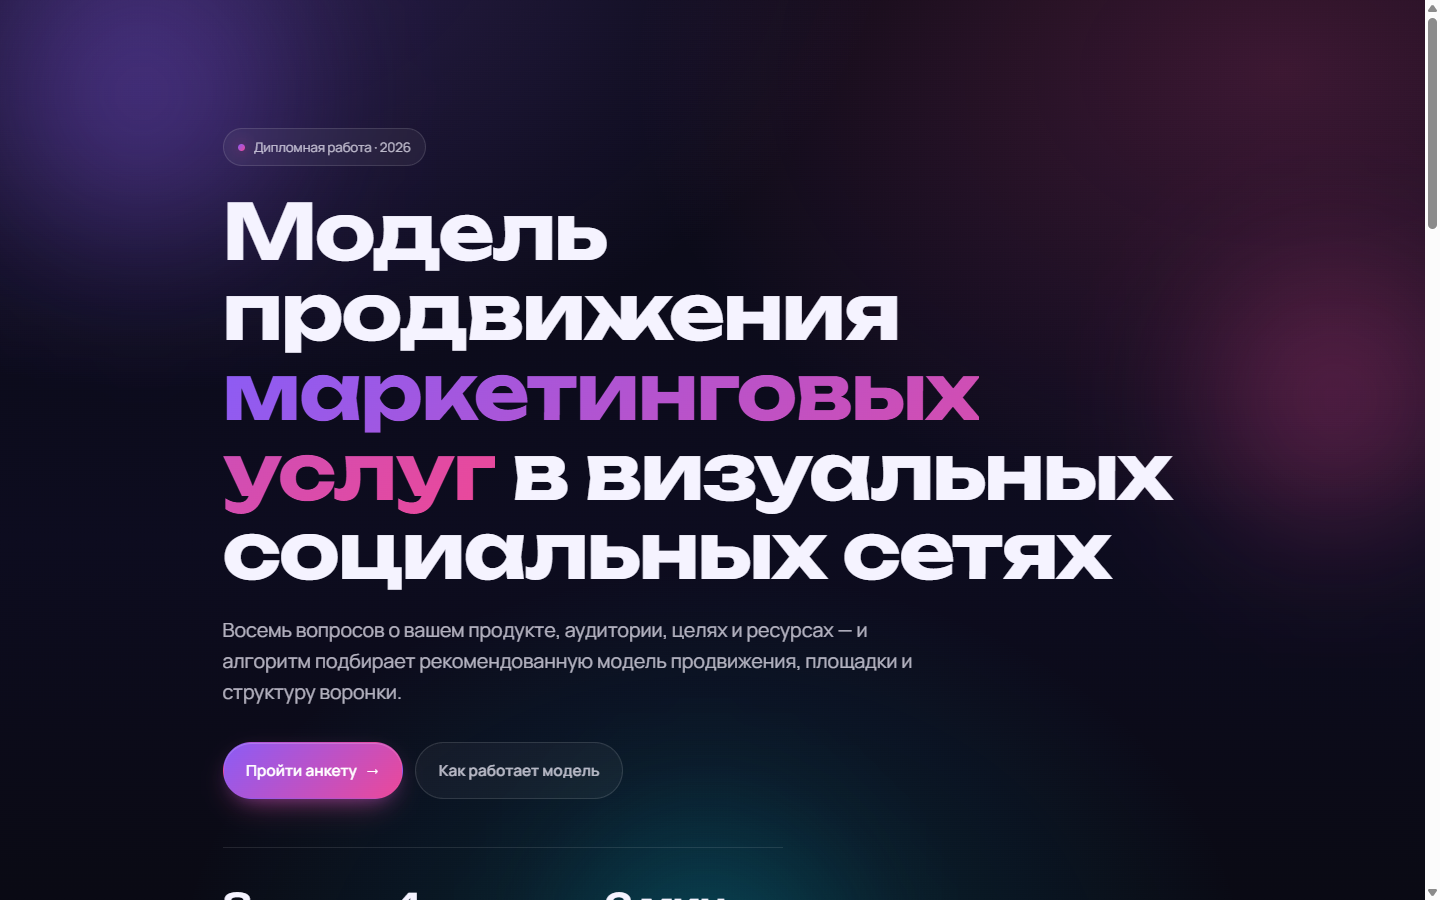 Дипломная работа · 2026
Модель
продвижения
маркетинговых
услуг в визуальных
социальных сетях
Восемь вопросов о вашем продукте, аудитории, целях и ресурсах — и
алгоритм подбирает рекомендованную модель продвижения, площадки и
структуру воронки.
Пройти анкету →
Как работает модель